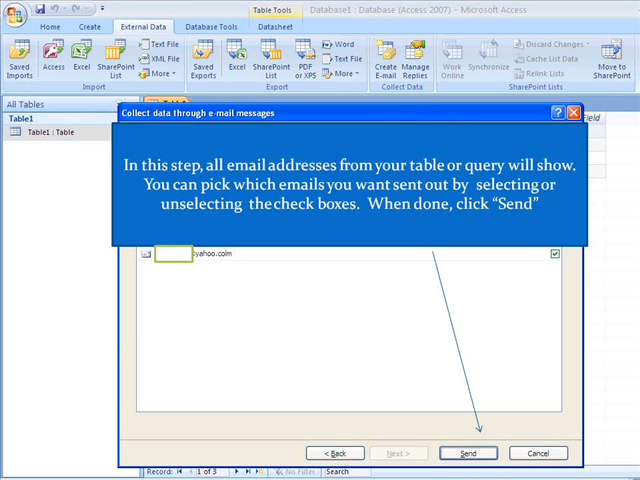 Table Tools
Database1 : Database (Access 2007) - Microsoft Access
Home
Create
External Data
Database Tools
Datasheet
Saved Imports
Access
Excel
SharePoint List
Text File
XML File
More
Import
Saved Exports
Excel
SharePoint List
PDF or XPS
Word
Text File
More
Export
Create E-mail
Manage Replies
Collect Data
Work Online
Synchronize
Discard Changes
Cache List Data
Relink Lists
Move to SharePoint
SharePoint Lists
All Tables
Table1
Table1 : Table
Collect data through e-mail messages
In this step, all email addresses from your table or query will show.
You can pick which emails you want sent out by selecting or
unselecting the check boxes. When done, click “Send”
@yahoo.coim
< Back
Next >
Send
Cancel
Record:
1 of 3
No Filter
Search